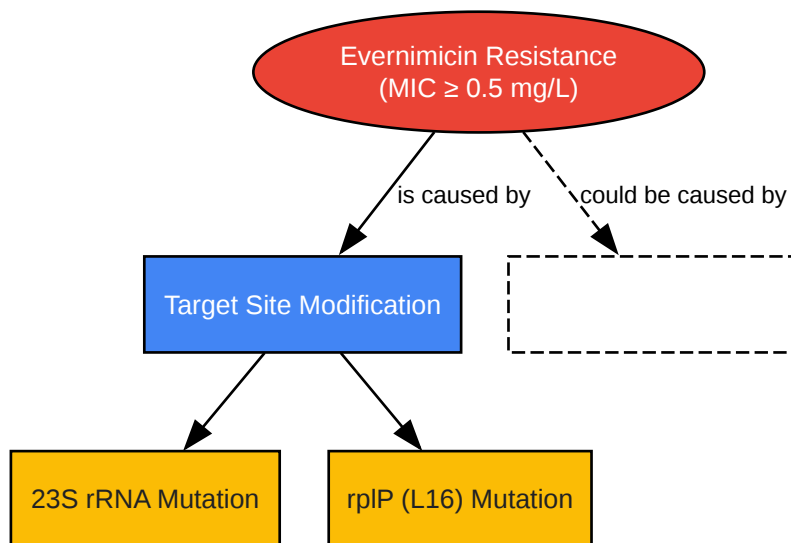 Evernimicin Resistance
(MIC ≥ 0.5 mg/L)
is caused by
could be caused by
Target Site Modification
23S rRNA Mutation
rplP (L16) Mutation